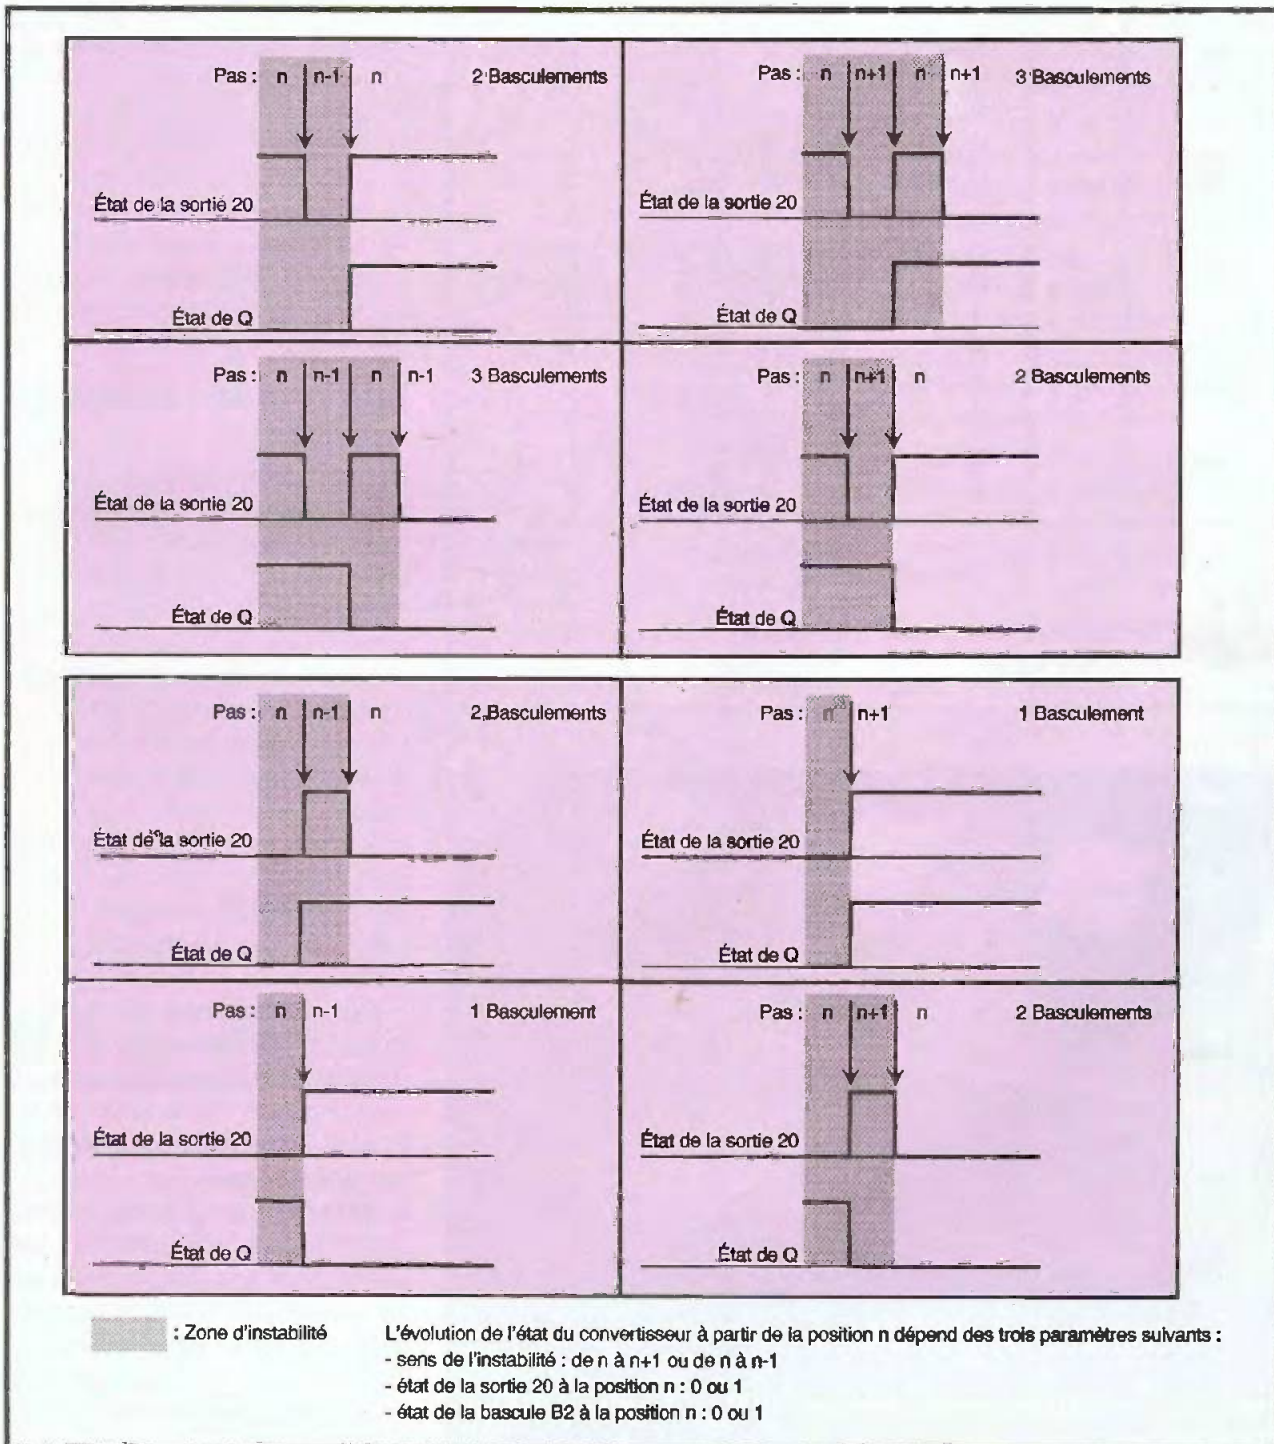 Pas : n n-1 n 2 Basculements
État de la sortie 20
État de Q
Pas : n n+1 n n+1 3 Basculements
État de la sortie 20
État de Q
Pas : n n-1 n n-1 3 Basculements
État de la sortie 20
État de Q
Pas : n n+1 n 2 Basculements
État de la sortie 20
État de Q
Pas : n n-1 n 2 Basculements
État de la sortie 20
État de Q
Pas : n n+1 1 Basculement
État de la sortie 20
État de Q
Pas : n n-1 1 Basculement
État de la sortie 20
État de Q
Pas : n n+1 n 2 Basculements
État de la sortie 20
État de Q
: Zone d'instabilité
L'évolution de l'état du convertisseur à partir de la position n dépend des trois paramètres suivants :
- sens de l'instabilité : de n à n+1 ou de n à n-1
- état de la sortie 20 à la position n : 0 ou 1
- état de la bascule B2 à la position n : 0 ou 1